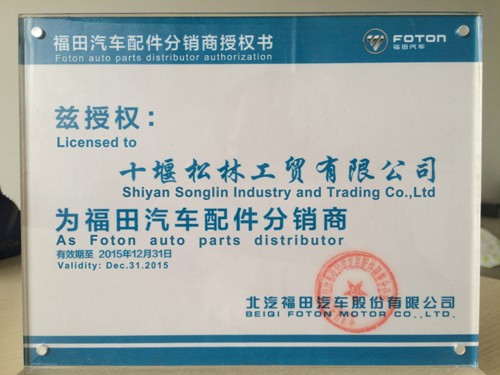 福田汽车配件分销商授权书
Foton auto parts distributor authorization
FOTON
福田汽车
兹授权：
Licensed to
十堰松林工贸有限公司
Shiyan Songlin Industry and Trading Co.,Ltd
为福田汽车配件分销商
As Foton auto parts distributor
有效期至 2015年12月31日
Validity: Dec.31.2015
北汽福田汽车股份有限公司
BEIQI FOTON MOTOR CO.,LTD.